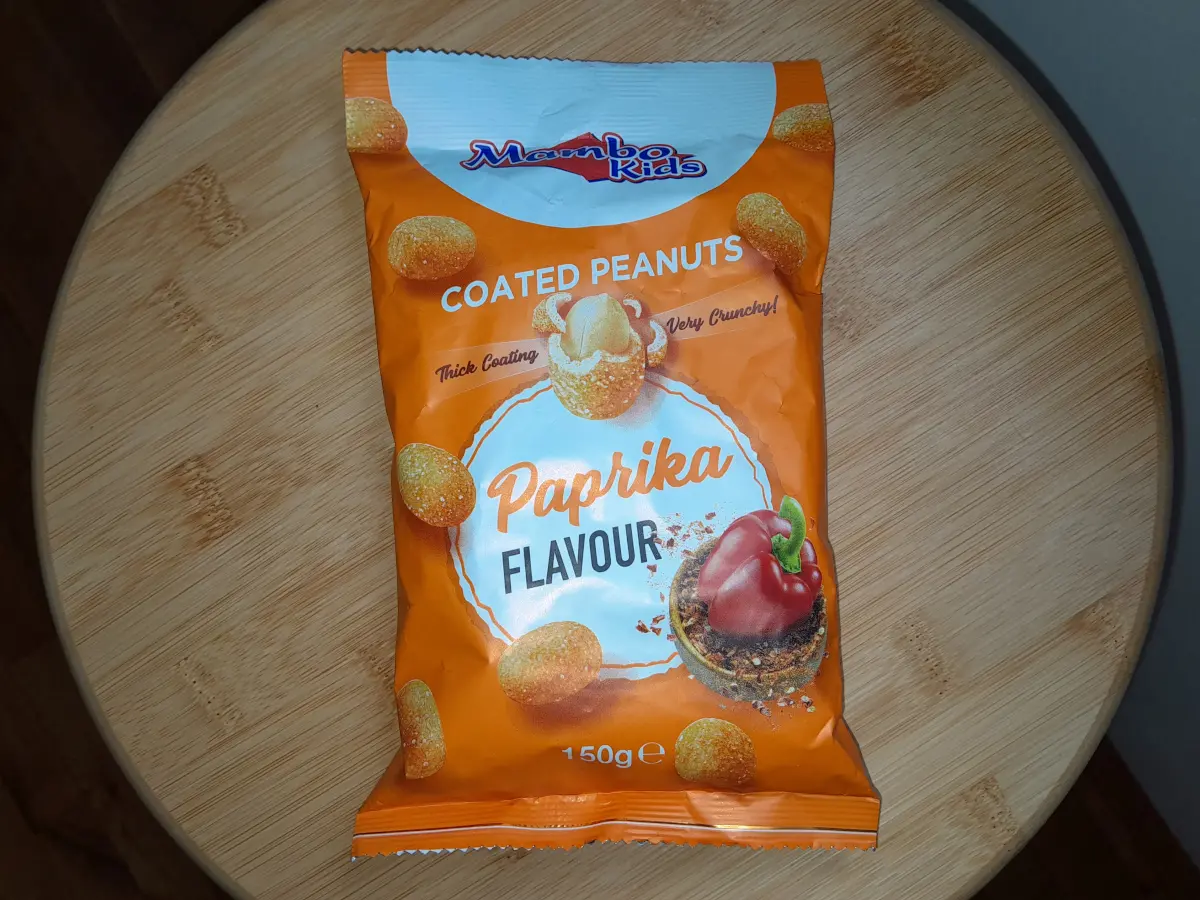 Mambo
Kids
COATED PEANUTS
Thick Coating
Very Crunchy!
Paprika
FLAVOUR
150g ℮